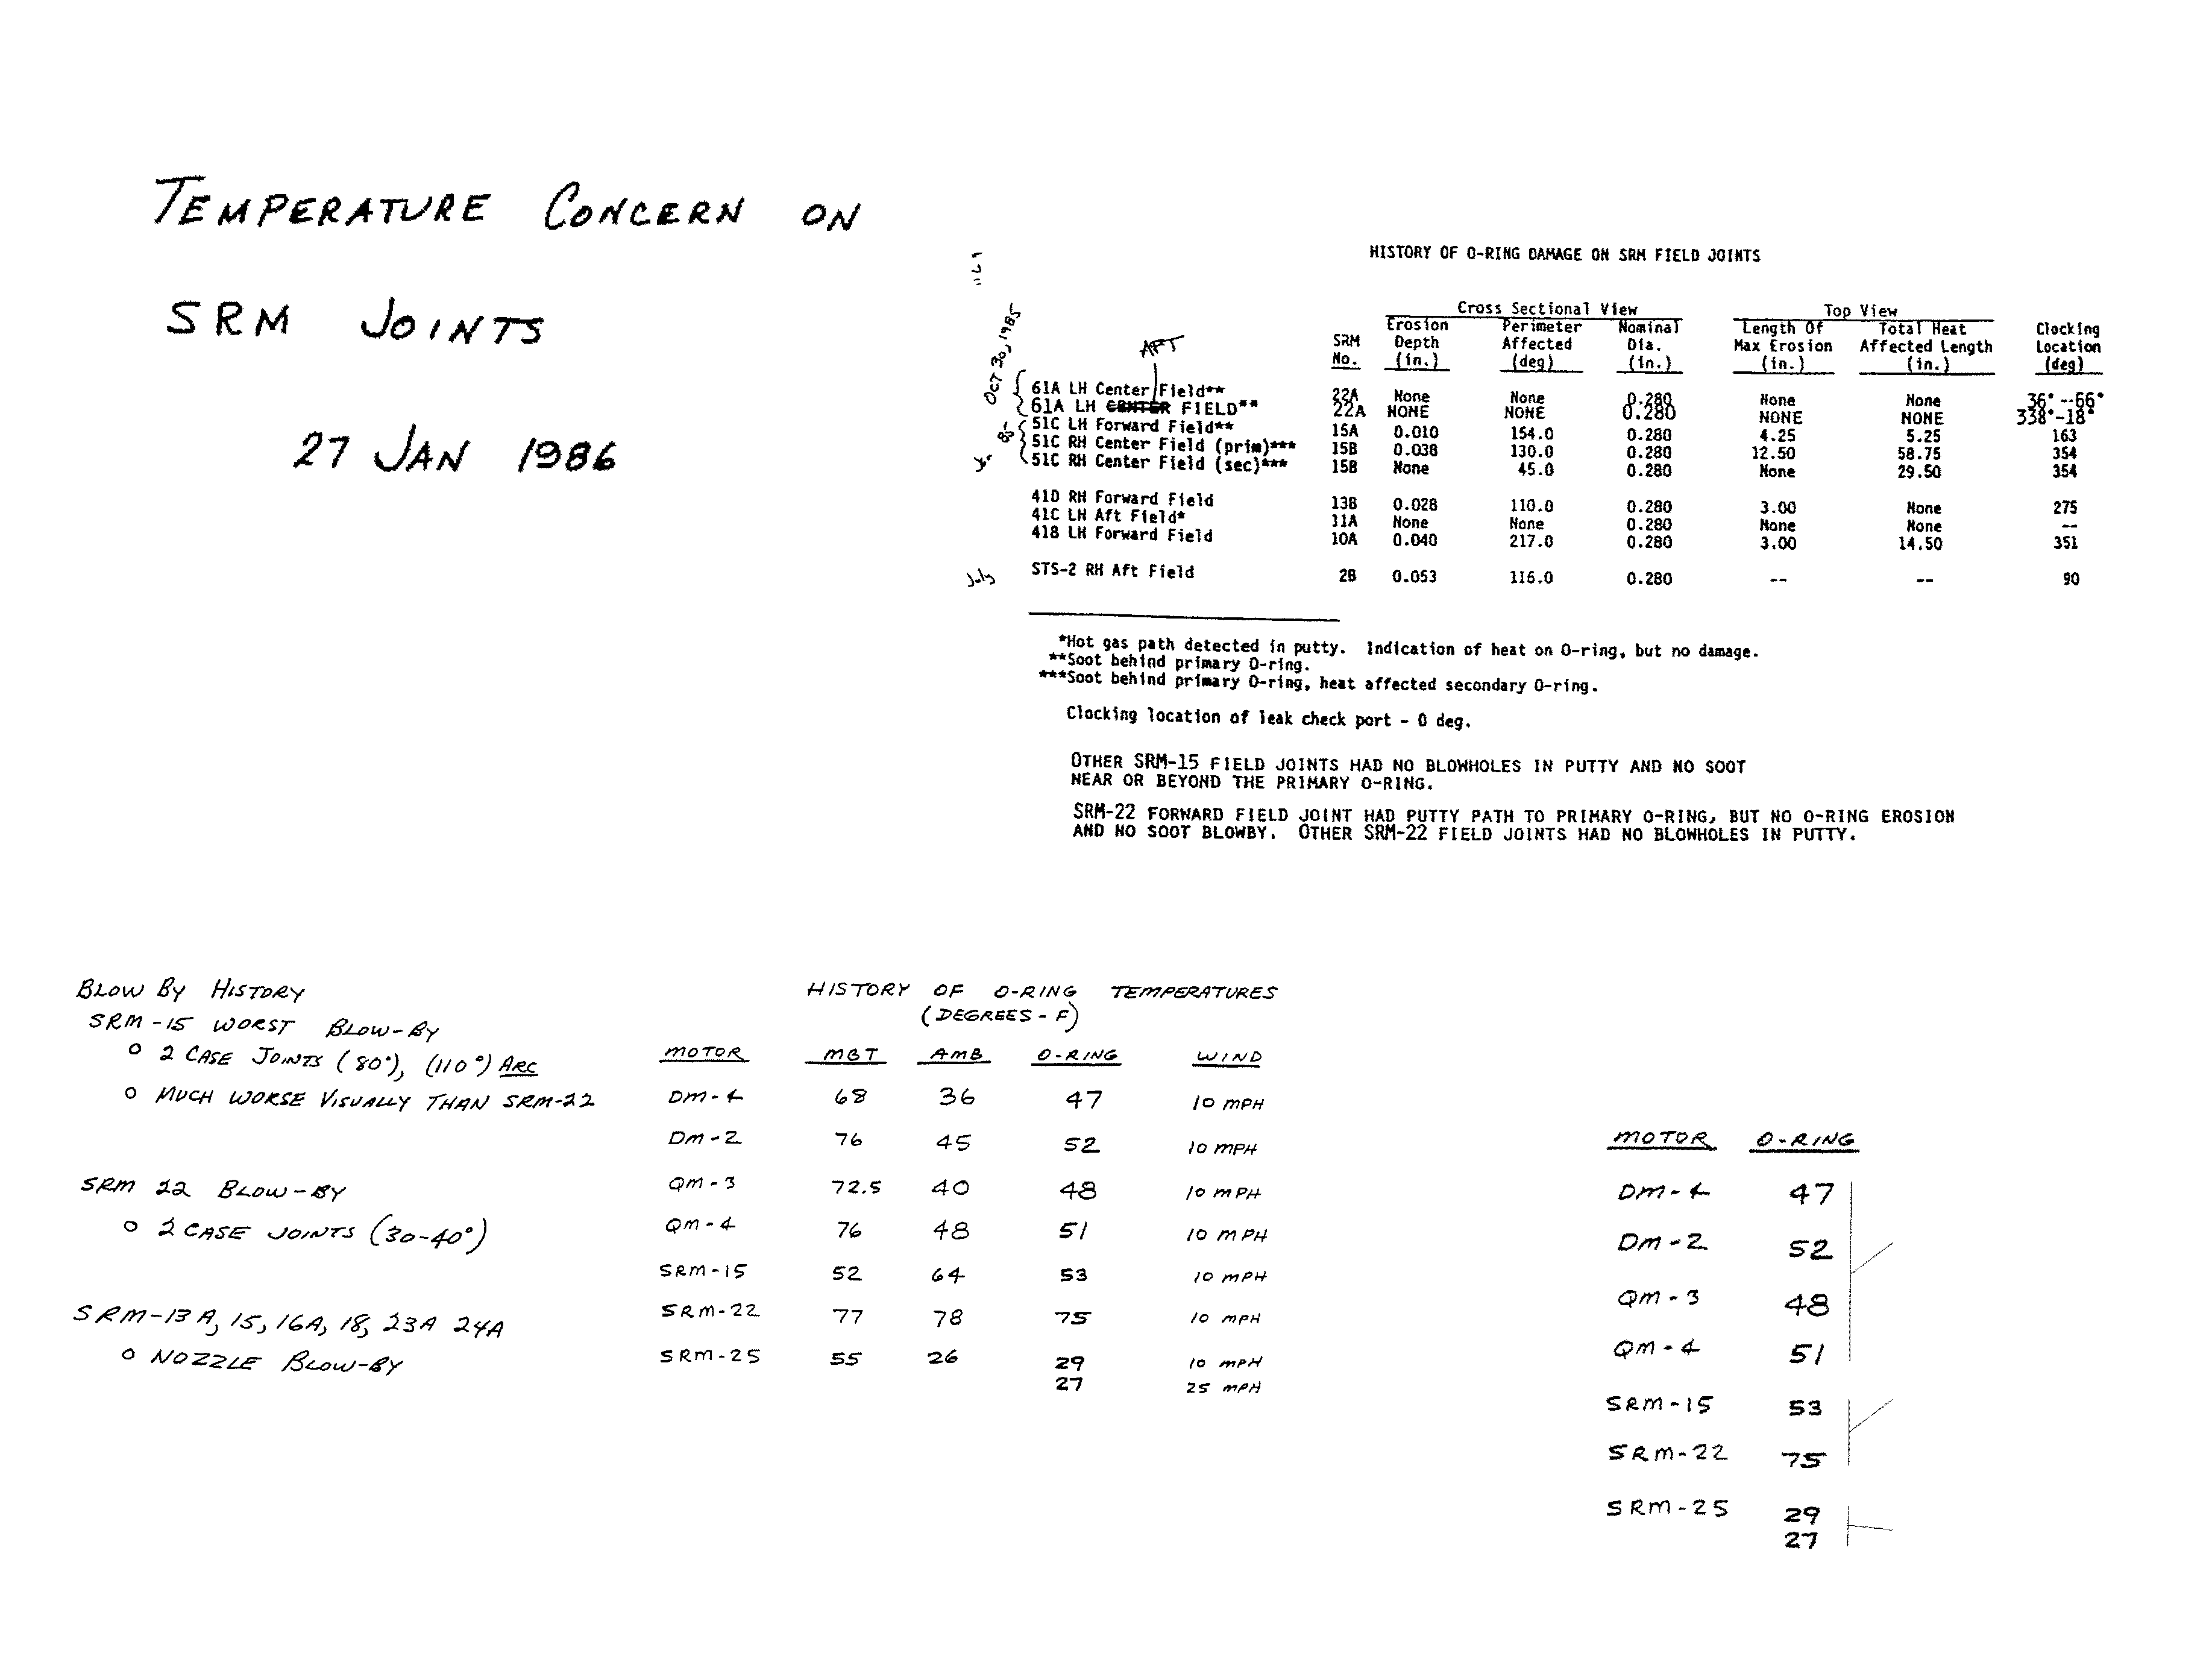 TEMPERATURE CONCERN ON
SRM JOINTS
27 JAN 1986
HISTORY OF O-RING DAMAGE ON SRM FIELD JOINTS
Cross Sectional View Top View
SRM No. Erosion Depth (in.) Perimeter Affected (deg) Nominal Dia. (in.) Length Of Max Erosion (in.) Total Heat Affected Length (in.) Clocking Location (deg)
APT
Oct 30, 1985
61A LH Center Field** 22A None None 0.280 None None 36°--66°
61A LH CENTER FIELD** 22A NONE NONE 0.280 NONE NONE 338°-18°
51C LH Forward Field** 15A 0.010 154.0 0.280 4.25 5.25 163
51C RH Center Field (prim)*** 15B 0.038 130.0 0.280 12.50 58.75 354
51C RH Center Field (sec)*** 15B None 45.0 0.280 None 29.50 354
41D RH Forward Field 13B 0.028 110.0 0.280 3.00 None 275
41C LH Aft Field* 11A None None 0.280 None None --
41B LH Forward Field 10A 0.040 217.0 0.280 3.00 14.50 351
July
STS-2 RH Aft Field 2B 0.053 116.0 0.280 -- -- 90
*Hot gas path detected in putty. Indication of heat on O-ring, but no damage.
**Soot behind primary O-ring.
***Soot behind primary O-ring, heat affected secondary O-ring.
Clocking location of leak check port - 0 deg.
OTHER SRM-15 FIELD JOINTS HAD NO BLOWHOLES IN PUTTY AND NO SOOT
NEAR OR BEYOND THE PRIMARY O-RING.
SRM-22 FORWARD FIELD JOINT HAD PUTTY PATH TO PRIMARY O-RING, BUT NO O-RING EROSION
AND NO SOOT BLOWBY. OTHER SRM-22 FIELD JOINTS HAD NO BLOWHOLES IN PUTTY.
BLOW BY HISTORY
SRM-15 WORST BLOW-BY
o 2 CASE JOINTS (80°), (110°) ARC
o MUCH WORSE VISUALLY THAN SRM-22
SRM 22 BLOW-BY
o 2 CASE JOINTS (30-40°)
SRM-13A, 15, 16A, 18, 23A 24A
o NOZZLE BLOW-BY
HISTORY OF O-RING TEMPERATURES
(DEGREES - F)
MOTOR MBT AMB O-RING WIND
DM-4 68 36 47 10 MPH
DM-2 76 45 52 10 MPH
QM-3 72.5 40 48 10 MPH
QM-4 76 48 51 10 MPH
SRM-15 52 64 53 10 MPH
SRM-22 77 78 75 10 MPH
SRM-25 55 26 29 10 MPH
27 25 MPH
MOTOR O-RING
DM-4 47
DM-2 52
QM-3 48
QM-4 51
SRM-15 53
SRM-22 75
SRM-25 29
27